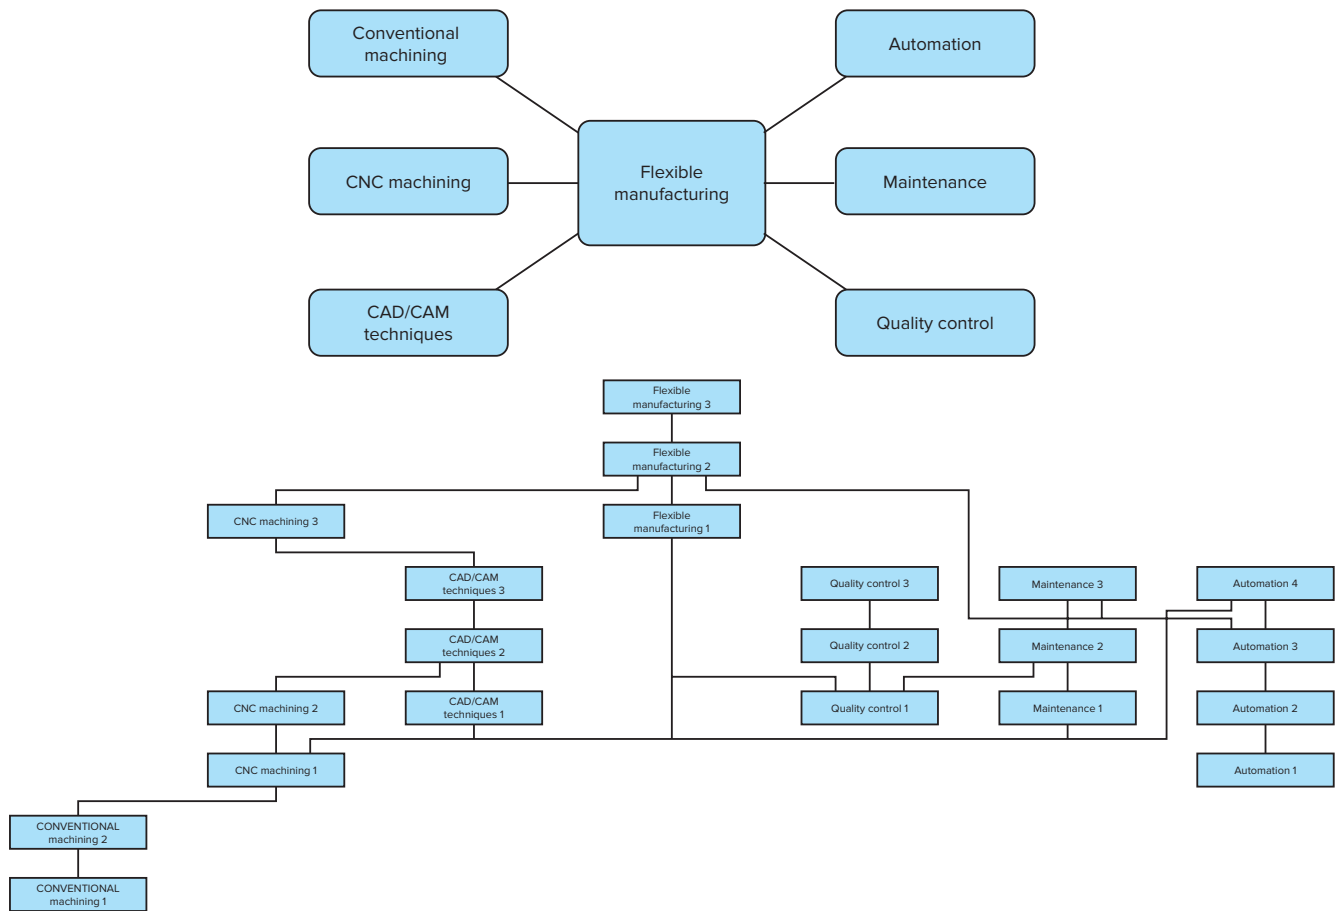 Conventional
machining
Automation
Flexible
manufacturing
CNC machining
Maintenance
CAD/CAM
techniques
Quality control
Flexible
manufacturing 3
Flexible
manufacturing 2
CNC machining 3
Flexible
manufacturing 1
CAD/CAM
techniques 3
Quality control 3
Maintenance 3
Automation 4
CAD/CAM
techniques 2
Quality control 2
Maintenance 2
Automation 3
CNC machining 2
CAD/CAM
techniques 1
Quality control 1
Maintenance 1
Automation 2
CNC machining 1
Automation 1
CONVENTIONAL
machining 2
CONVENTIONAL
machining 1